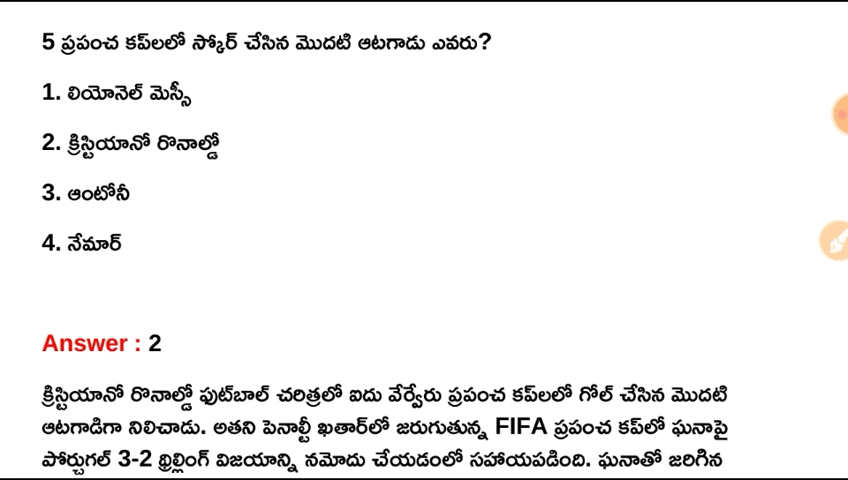 5 ప్రపంచ కప్‌లలో స్కోర్ చేసిన మొదటి ఆటగాడు ఎవరు?
1. లియోనెల్ మెస్సీ
2. క్రిస్టియానో రొనాల్డో
3. ఆంటోనీ
4. నేమార్
Answer : 2
క్రిస్టియానో రొనాల్డో ఫుట్‌బాల్ చరిత్రలో ఐదు వేర్వేరు ప్రపంచ కప్‌లలో గోల్ చేసిన మొదటి
ఆటగాడిగా నిలిచాడు. అతని పెనాల్టీ ఖతార్‌లో జరుగుతున్న FIFA ప్రపంచ కప్‌లో ఘనాపై
పోర్చుగల్ 3-2 థ్రిల్లింగ్ విజయాన్ని నమోదు చేయడంలో సహాయపడింది. ఘనాతో జరిగిన